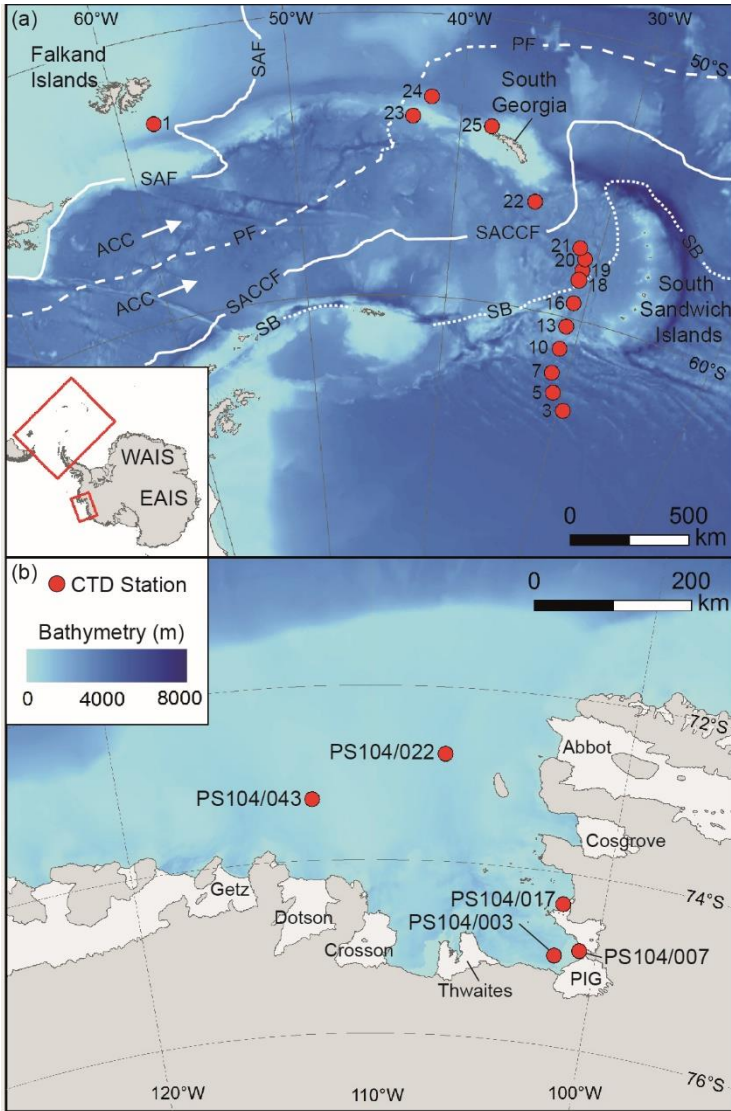 (a)
60°W
50°W
40°W
30°W
Falkand
Islands
SAF
PF
50°S
1
24
South
Georgia
23
25
SAF
22
ACC
PF
SACCF
21
20
19
18
SB
ACC
SACCF
16
South
Sandwich
Islands
SB
SB
13
10
60°S
7
5
3
WAIS
EAIS
0 500
km
(b)
CTD Station
0 200
km
Bathymetry (m)
0 4000 8000
72°S
PS104/022
Abbot
PS104/043
Cosgrove
74°S
Getz
PS104/017
Dotson
PS104/003
Crosson
PS104/007
Thwaites
PIG
76°S
120°W
110°W
100°W